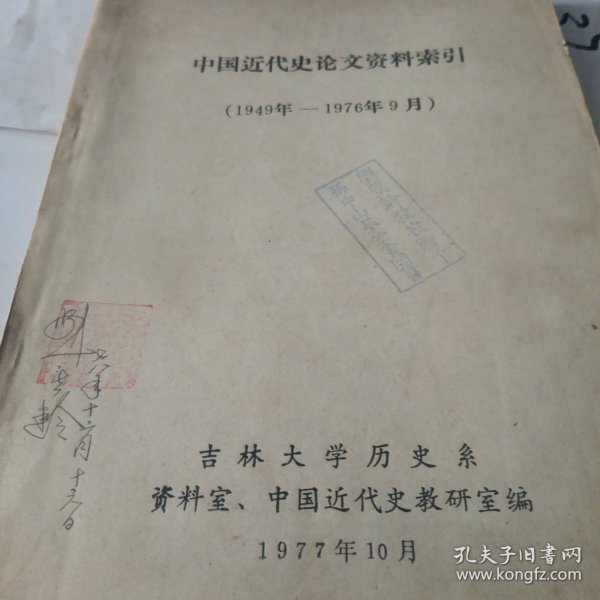 中国近代史论文资料索引
(1949年—1976年9月)
吉林大学历史系
资料室、中国近代史教研室编
1977年10月
孔夫子旧书网
www.kongfz.com